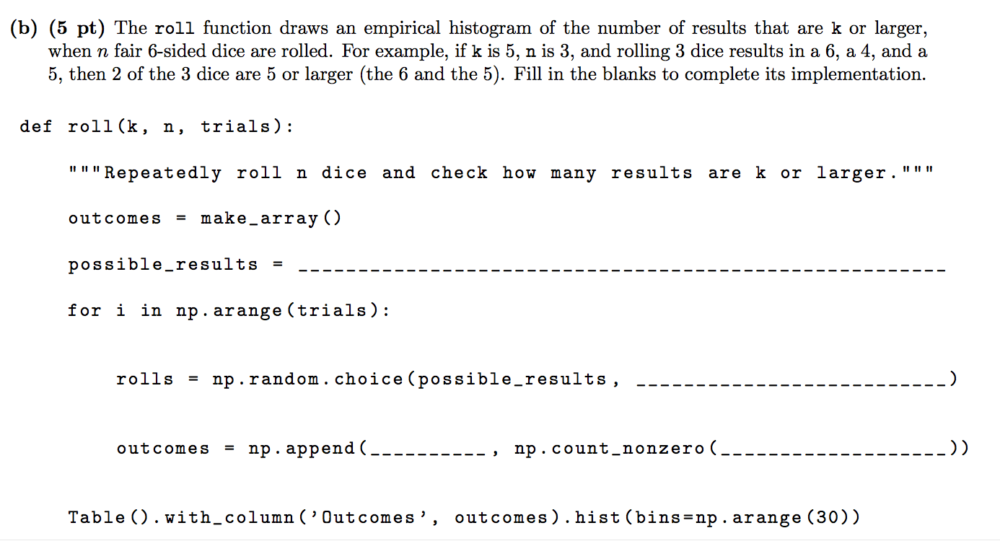 (b) (5 pt) The roll function draws an empirical histogram of the number of results that are k or larger,
when n fair 6-sided dice are rolled. For example, if k is 5, n is 3, and rolling 3 dice results in a 6, a 4, and a
5, then 2 of the 3 dice are 5 or larger (the 6 and the 5). Fill in the blanks to complete its implementation.
def roll(k, n, trials):
"""Repeatedly roll n dice and check how many results are k or larger."""
outcomes = make_array()
possible_results = ______________________________________________________
for i in np.arange(trials):
rolls = np.random.choice(possible_results, __________________________)
outcomes = np.append(__________, np.count_nonzero(___________________))
Table().with_column('Outcomes', outcomes).hist(bins=np.arange(30))